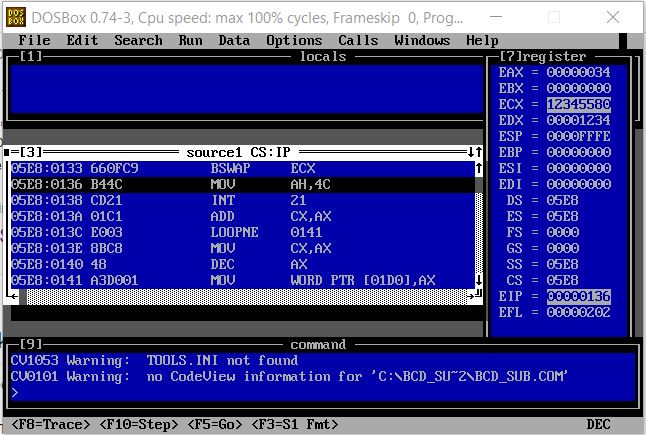 DOSBox 0.74-3, Cpu speed: max 100% cycles, Frameskip 0, Prog...
File Edit Search Run Data Options Calls Windows Help
[1] locals
[7]register
EAX = 00000034
EBX = 00000000
ECX = 12345580
EDX = 00001234
ESP = 0000FFFE
EBP = 00000000
ESI = 00000000
EDI = 00000000
DS = 05E8
ES = 05E8
FS = 0000
GS = 0000
SS = 05E8
CS = 05E8
EIP = 00000136
EFL = 00000202
[3] source1 CS:IP
05E8:0133 660FC9 BSWAP ECX
05E8:0136 B44C MOV AH,4C
05E8:0138 CD21 INT 21
05E8:013A 01C1 ADD CX,AX
05E8:013C E003 LOOPNE 0141
05E8:013E 8BC8 MOV CX,AX
05E8:0140 48 DEC AX
05E8:0141 A3D001 MOV WORD PTR [01D0],AX
[9] command
CV1053 Warning: TOOLS.INI not found
CV0101 Warning: no CodeView information for 'C:\BCD_SU~2\BCD_SUB.COM'
>
<F8=Trace> <F10=Step> <F5=Go> <F3=S1 Fmt> DEC